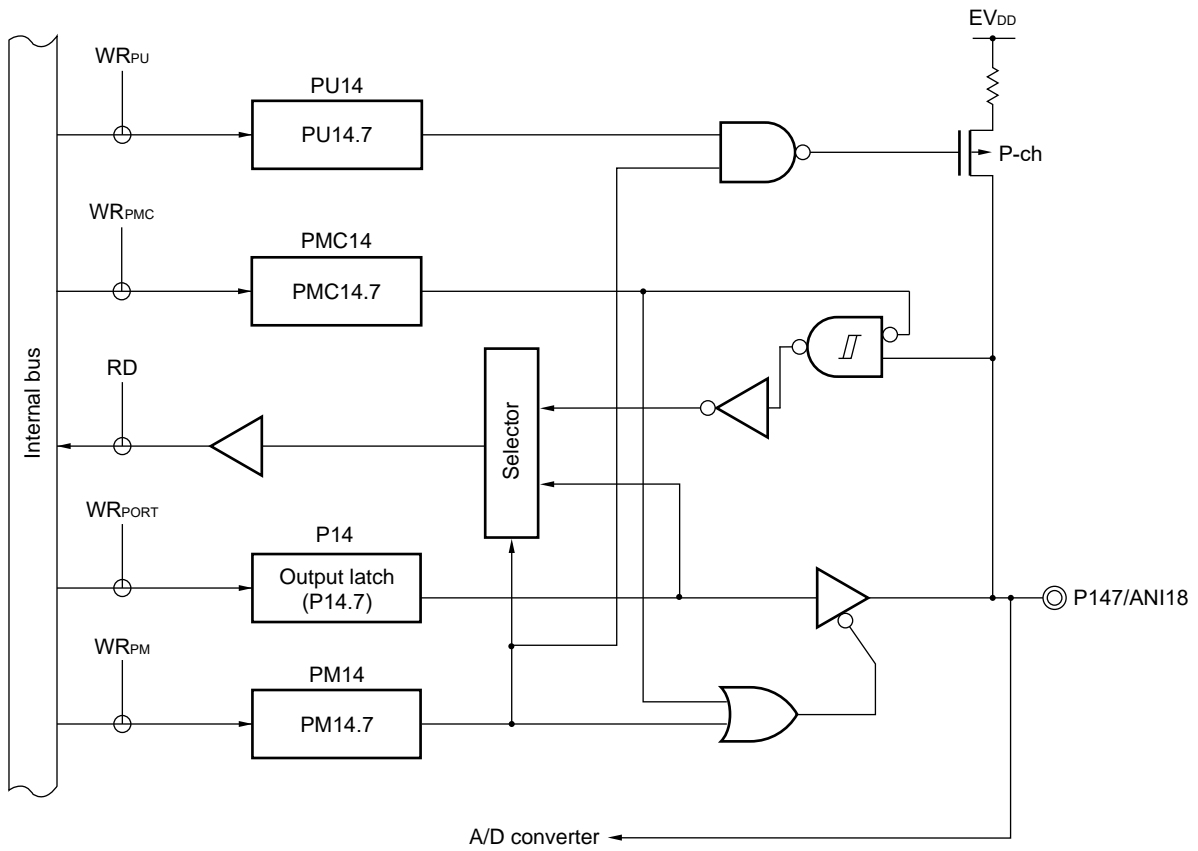 EVDD
WRPU
PU14
PU14.7
P-ch
WRPMC
PMC14
PMC14.7
Internal bus
RD
Selector
WRPORT
P14
Output latch
(P14.7)
P147/ANI18
WRPM
PM14
PM14.7
A/D converter